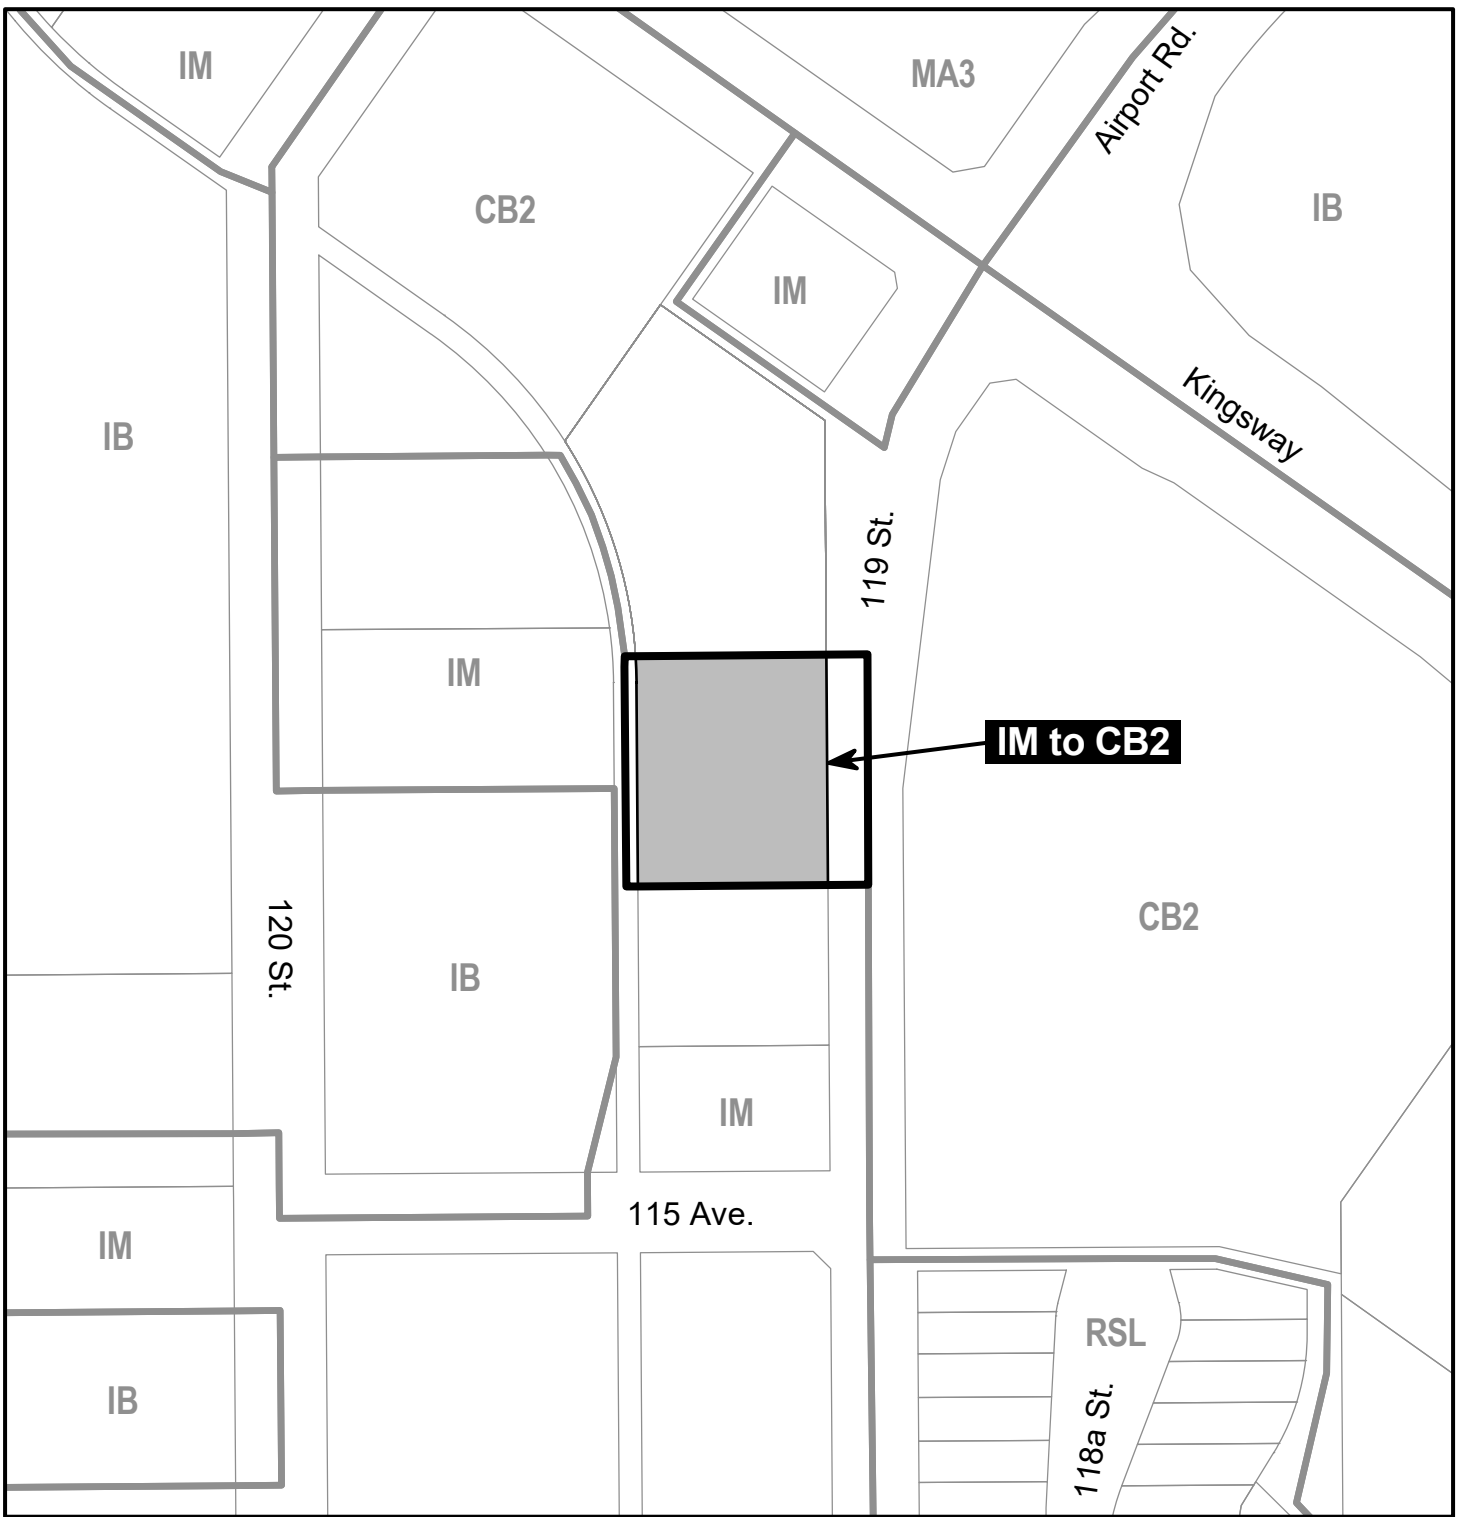 IM
MA3
Airport Rd.
CB2
IB
IM
Kingsway
IB
119 St.
IM
IM to CB2
CB2
120 St.
IB
IM
115 Ave.
IM
RSL
IB
118a St.